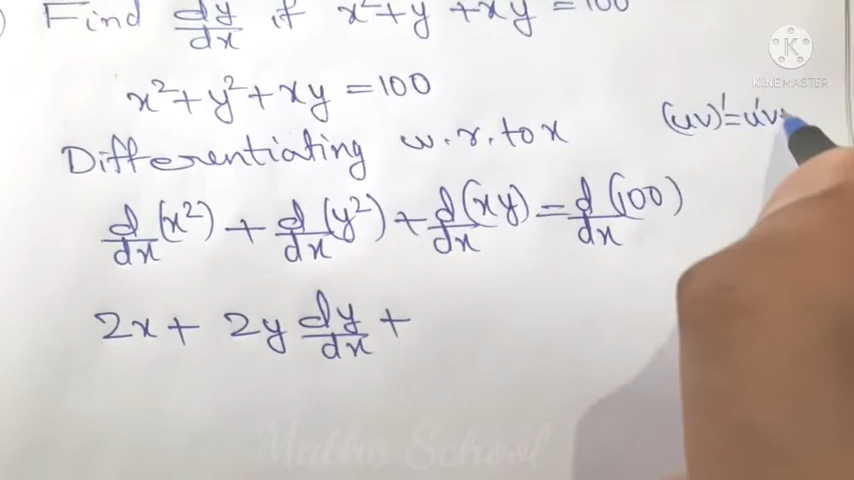 Find dy/dx if x²+y +xy =100
x²+y²+xy =100
(uv)'=u'v
Differentiating w.r.to x
d/dx(x²) + d/dx(y²) + d/dx(xy) = d/dx(100)
2x + 2y dy/dx +
K
KINEMASTER
Maths School